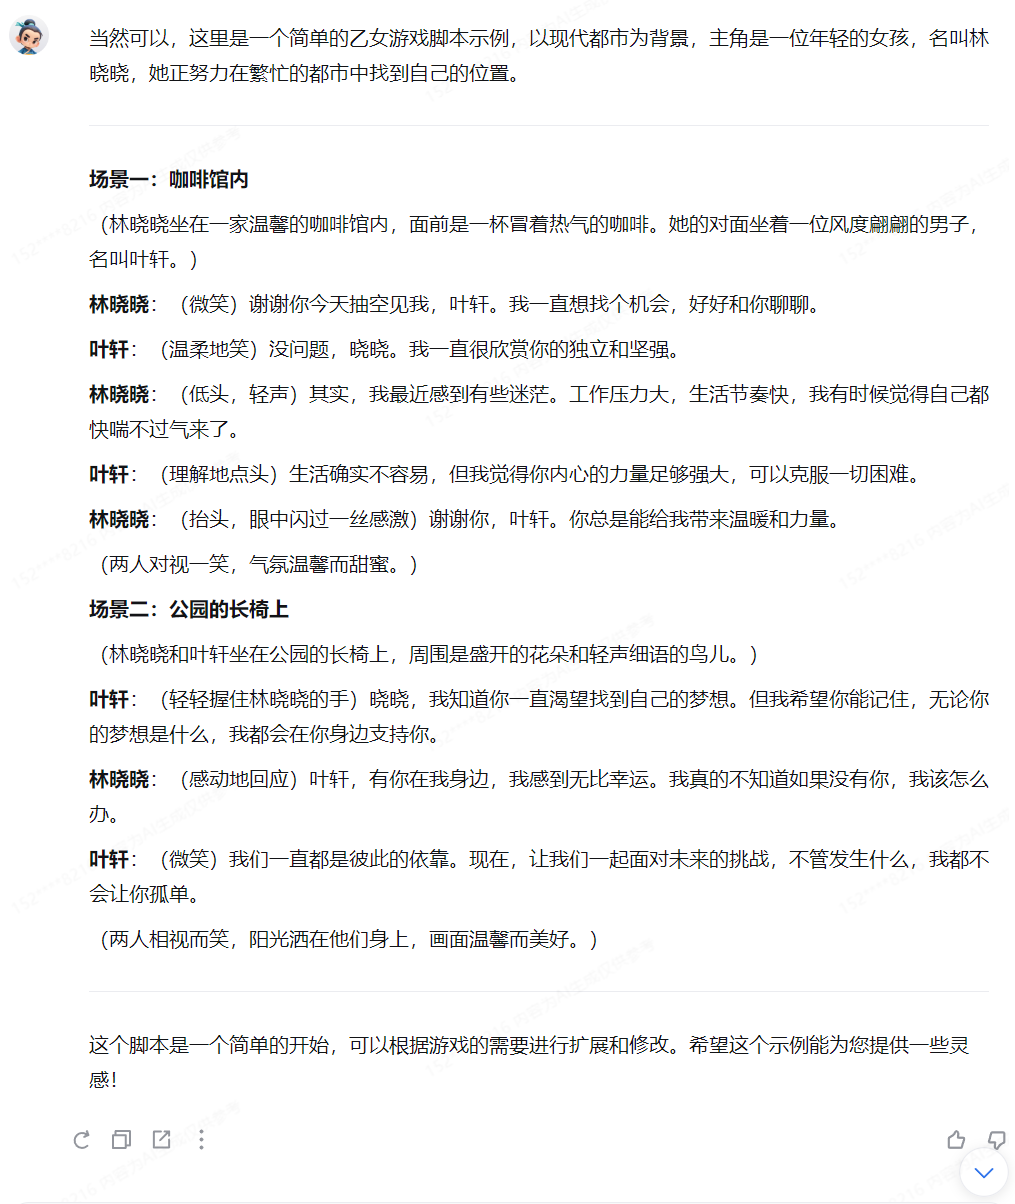 当然可以，这里是一个简单的乙女游戏脚本示例，以现代都市为背景，主角是一位年轻的女孩，名叫林
晓晓，她正努力在繁忙的都市中找到自己的位置。
场景一：咖啡馆内
（林晓晓坐在一家温馨的咖啡馆内，面前是一杯冒着热气的咖啡。她的对面坐着一位风度翩翩的男子，
名叫叶轩。）
林晓晓：（微笑）谢谢你今天抽空见我，叶轩。我一直想找个机会，好好和你聊聊。
叶轩：（温柔地笑）没问题，晓晓。我一直很欣赏你的独立和坚强。
林晓晓：（低头，轻声）其实，我最近感到有些迷茫。工作压力大，生活节奏快，我有时候觉得自己都
快喘不过气来了。
叶轩：（理解地点头）生活确实不容易，但我觉得你内心的力量足够强大，可以克服一切困难。
林晓晓：（抬头，眼中闪过一丝感激）谢谢你，叶轩。你总是能给我带来温暖和力量。
（两人对视一笑，气氛温馨而甜蜜。）
场景二：公园的长椅上
（林晓晓和叶轩坐在公园的长椅上，周围是盛开的花朵和轻声细语的鸟儿。）
叶轩：（轻轻握住林晓晓的手）晓晓，我知道你一直渴望找到自己的梦想。但我希望你能记住，无论你
的梦想是什么，我都会在你身边支持你。
林晓晓：（感动地回应）叶轩，有你在我身边，我感到无比幸运。我真的不知道如果没有你，我该怎么
办。
叶轩：（微笑）我们一直都是彼此的依靠。现在，让我们一起面对未来的挑战，不管发生什么，我都不
会让你孤单。
（两人相视而笑，阳光洒在他们身上，画面温馨而美好。）
这个脚本是一个简单的开始，可以根据游戏的需要进行扩展和修改。希望这个示例能为您提供一些灵
感！